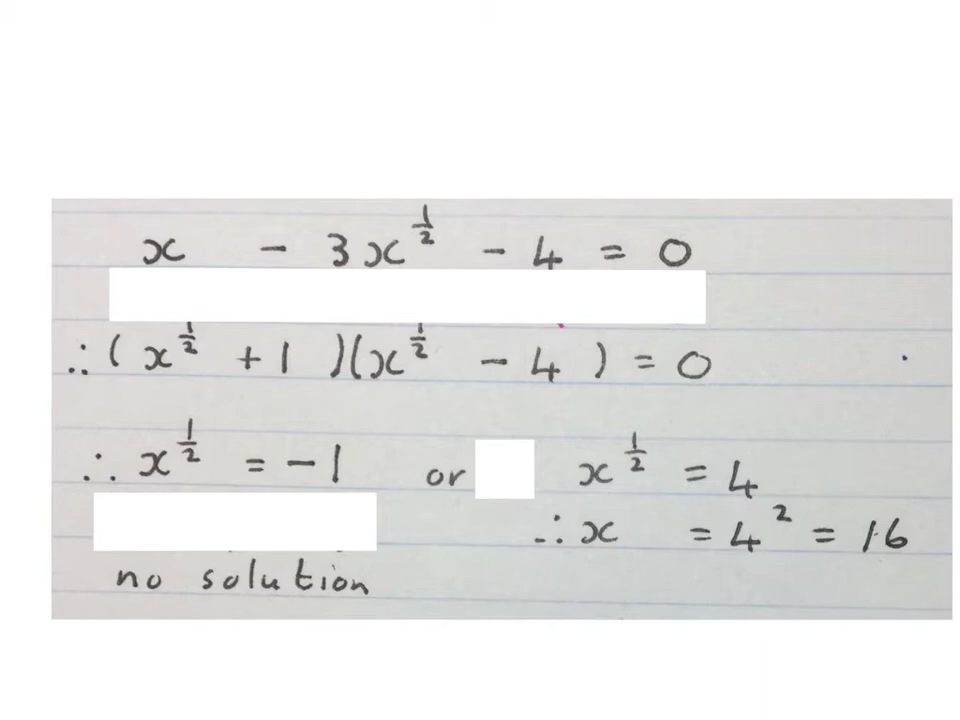 x - 3x^{1/2} - 4 = 0
∴ (x^{1/2} + 1)(x^{1/2} - 4) = 0
∴ x^{1/2} = -1 or x^{1/2} = 4
∴ x = 4^2 = 16
no solution